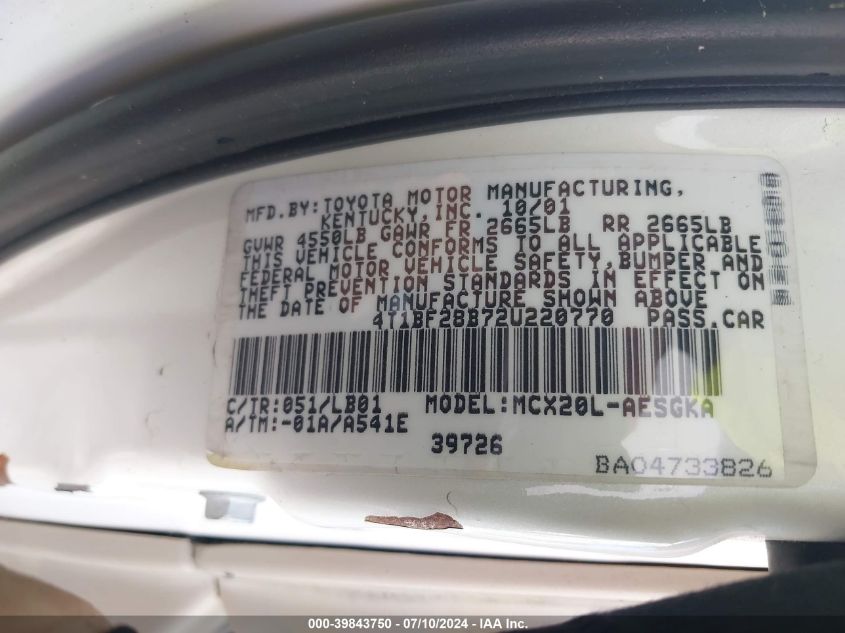 MFD.BY:TOYOTA MOTOR MANUFACTURING,
KENTUCKY,INC. 10/01
GVWR 4550LB GAWR FR 2665LB RR 2665LB
THIS VEHICLE CONFORMS TO ALL APPLICABLE
FEDERAL MOTOR VEHICLE SAFETY,BUMPER AND
THEFT PREVENTION STANDARDS IN EFFECT ON
THE DATE OF MANUFACTURE SHOWN ABOVE
4T1BF28B72U220770 PASS.CAR
C/TR:051/LB01 MODEL:MCX20L-AESGKA
A/TM:-01A/A541E
39726
BA04733826
000-39843750 / 07/10/2024 - IAA Inc.